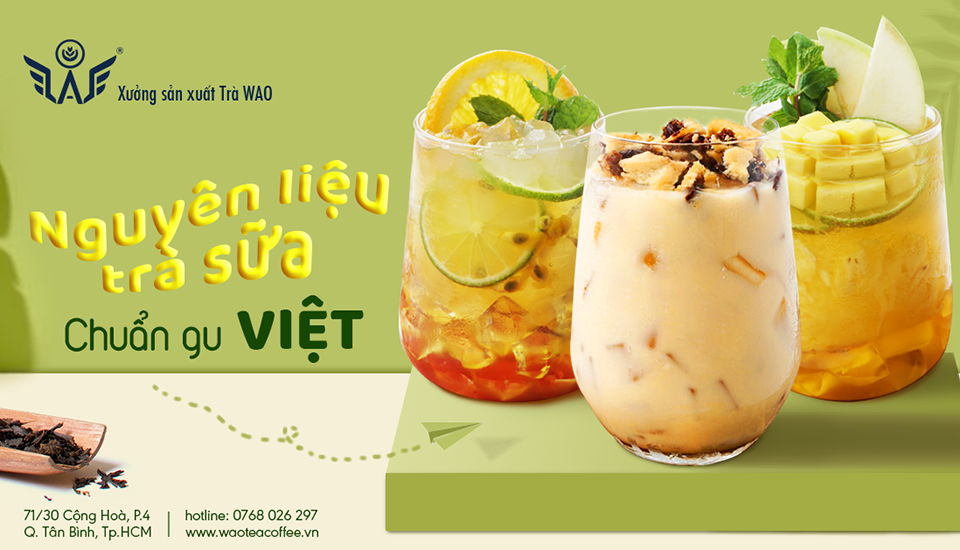 Xưởng sản xuất Trà WAO
Nguyên liệu
trà sữa
Chuẩn gu VIỆT
71/30 Cộng Hoà, P.4
Q. Tân Bình, Tp.HCM
hotline: 0768 026 297
www.waoteacoffee.vn